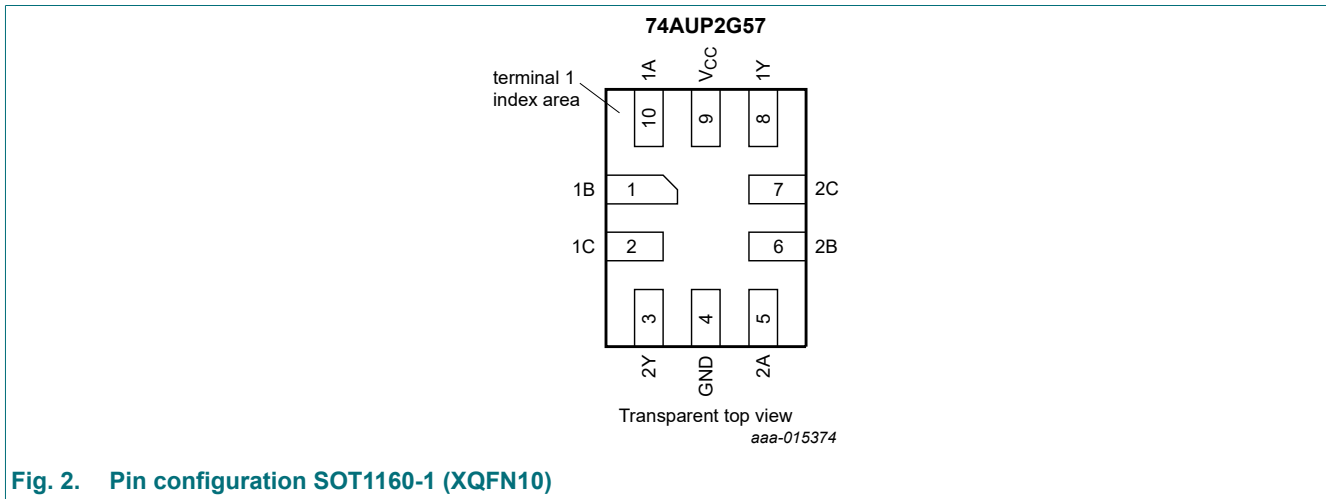 74AUP2G57
terminal 1
index area
1A
VCC
1Y
10
9
8
1B
1
7
2C
1C
2
6
2B
3
4
5
2Y
GND
2A
Transparent top view
aaa-015374
Fig. 2. Pin configuration SOT1160-1 (XQFN10)